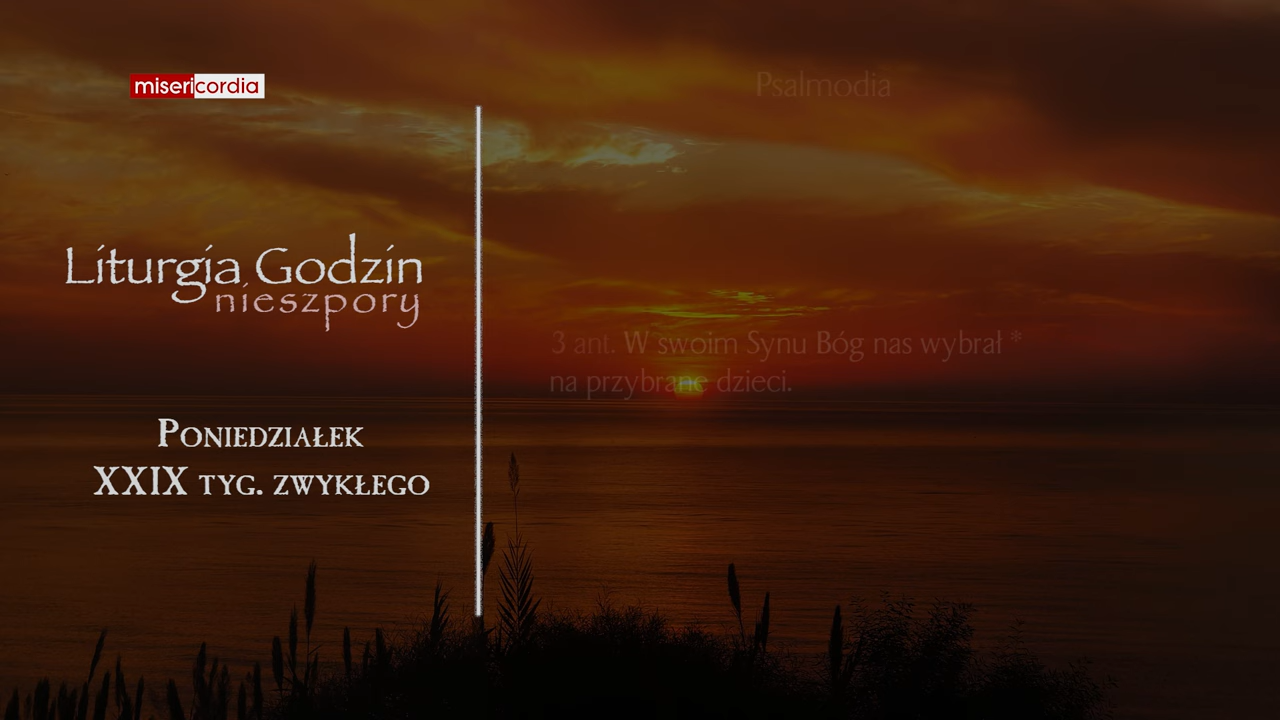 misericordia
Liturgia Godzin
nieszpory
Poniedziałek
XXIX tyg. zwykłego
Psalmodia
3 ant. W swoim Synu Bóg nas wybrał *
na przybrane dzieci.